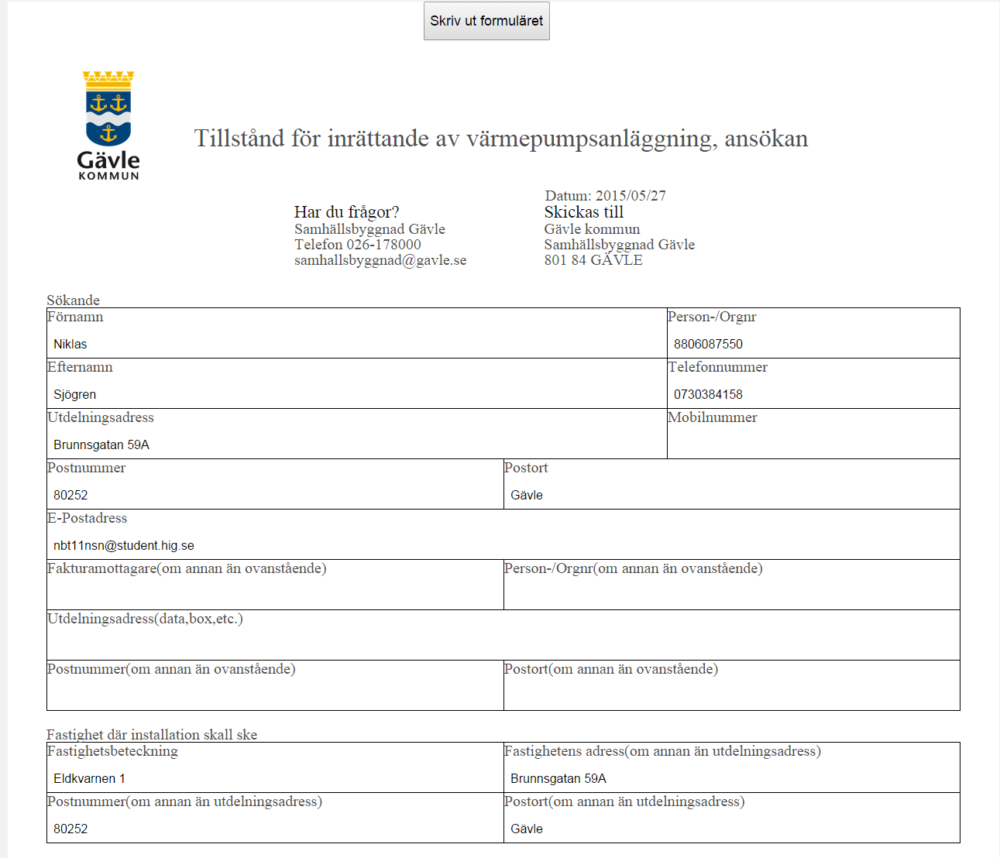 Skriv ut formuläret
Gävle
KOMMUN
Tillstånd för inrättande av värmepumpsanläggning, ansökan
Datum: 2015/05/27
Har du frågor?
Samhällsbyggnad Gävle
Telefon 026-178000
samhallsbyggnad@gavle.se
Skickas till
Gävle kommun
Samhällsbyggnad Gävle
801 84 GÄVLE
Sökande
Förnamn
Niklas
Person-/Orgnr
8806087550
Efternamn
Sjögren
Telefonnummer
0730384158
Utdelningsadress
Brunnsgatan 59A
Mobilnummer
Postnummer
80252
Postort
Gävle
E-Postadress
nbt11nsn@student.hig.se
Fakturamottagare(om annan än ovanstående)
Person-/Orgnr(om annan än ovanstående)
Utdelningsadress(data,box,etc.)
Postnummer(om annan än ovanstående)
Postort(om annan än ovanstående)
Fastighet där installation skall ske
Fastighetsbeteckning
Eldkvarnen 1
Fastighetens adress(om annan än utdelningsadress)
Brunnsgatan 59A
Postnummer(om annan än utdelningsadress)
80252
Postort(om annan än utdelningsadress)
Gävle